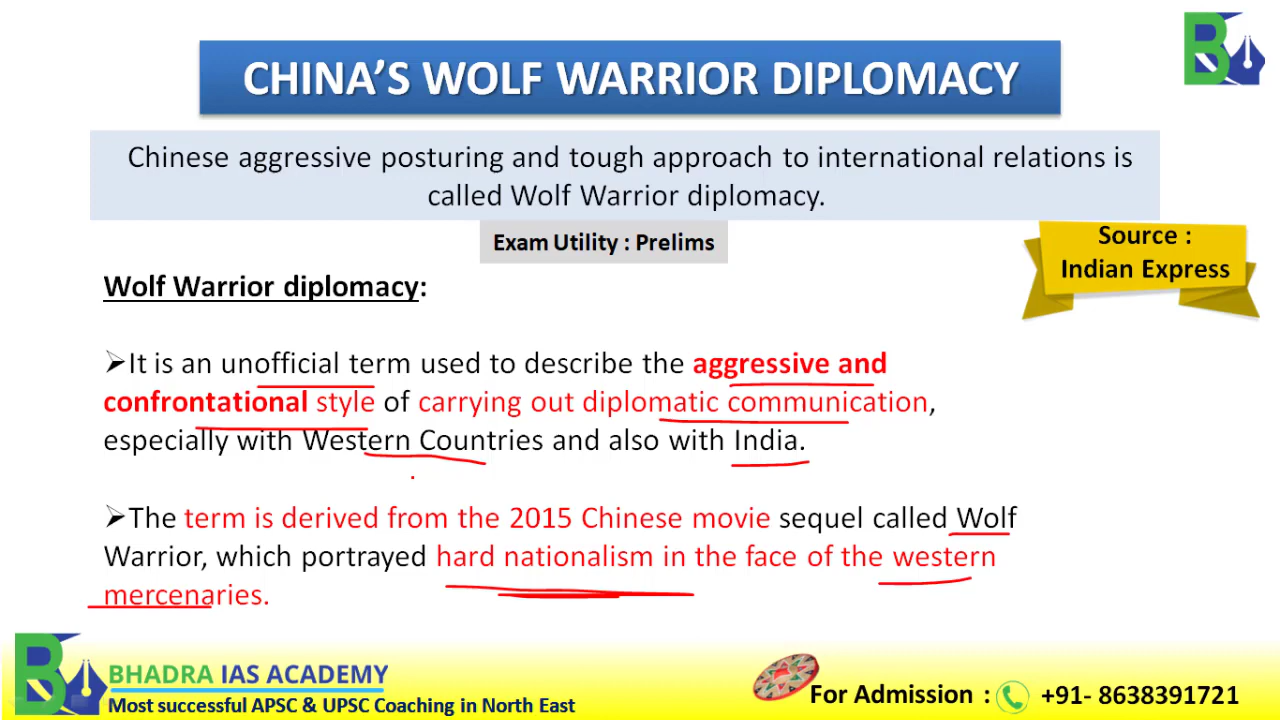 CHINA'S WOLF WARRIOR DIPLOMACY
Chinese aggressive posturing and tough approach to international relations is
called Wolf Warrior diplomacy.
Exam Utility : Prelims
Source :
Indian Express
Wolf Warrior diplomacy:
➢It is an unofficial term used to describe the aggressive and
confrontational style of carrying out diplomatic communication,
especially with Western Countries and also with India.
➢The term is derived from the 2015 Chinese movie sequel called Wolf
Warrior, which portrayed hard nationalism in the face of the western
mercenaries.
BHADRA IAS ACADEMY
Most successful APSC & UPSC Coaching in North East
For Admission : +91- 8638391721